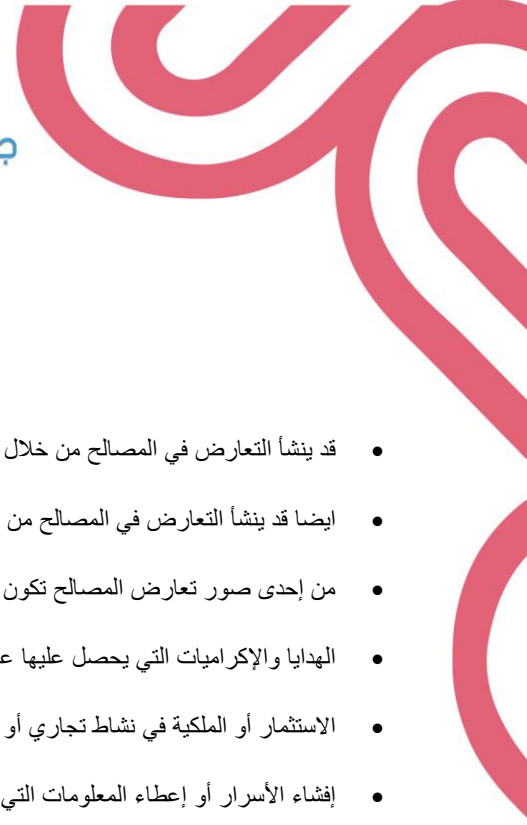 قد ينشأ التعارض في المصالح من خلال
ايضا قد ينشأ التعارض في المصالح من
من إحدى صور تعارض المصالح تكون
الهدايا والإكراميات التي يحصل عليها
الاستثمار أو الملكية في نشاط تجاري أو
إفشاء الأسرار أو إعطاء المعلومات التي